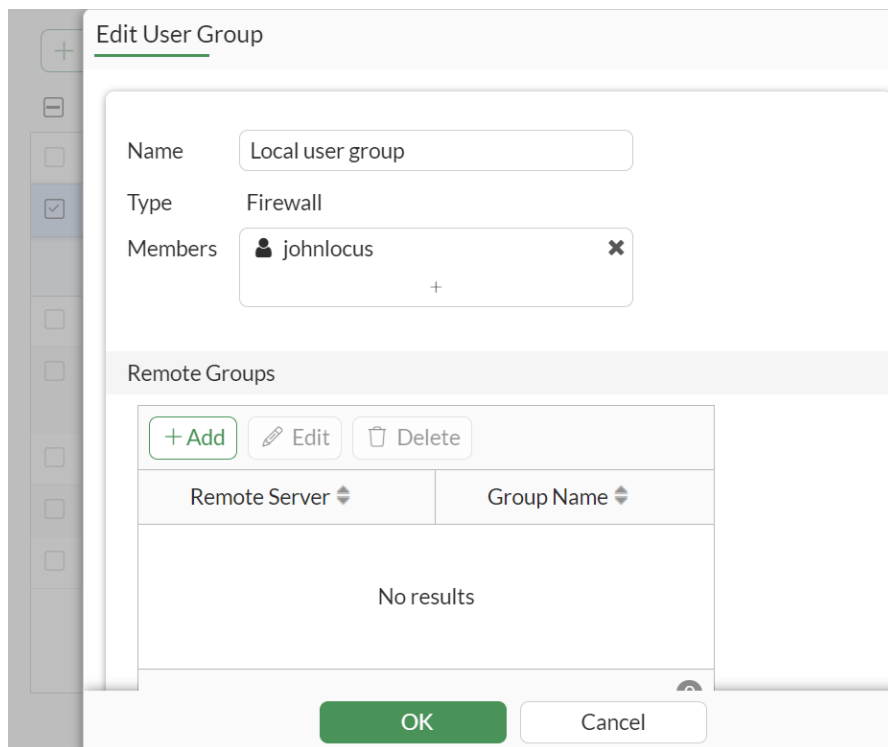 Edit User Group
Name Local user group
Type Firewall
Members johnlocus
+
Remote Groups
+ Add Edit Delete
Remote Server Group Name
No results
OK Cancel